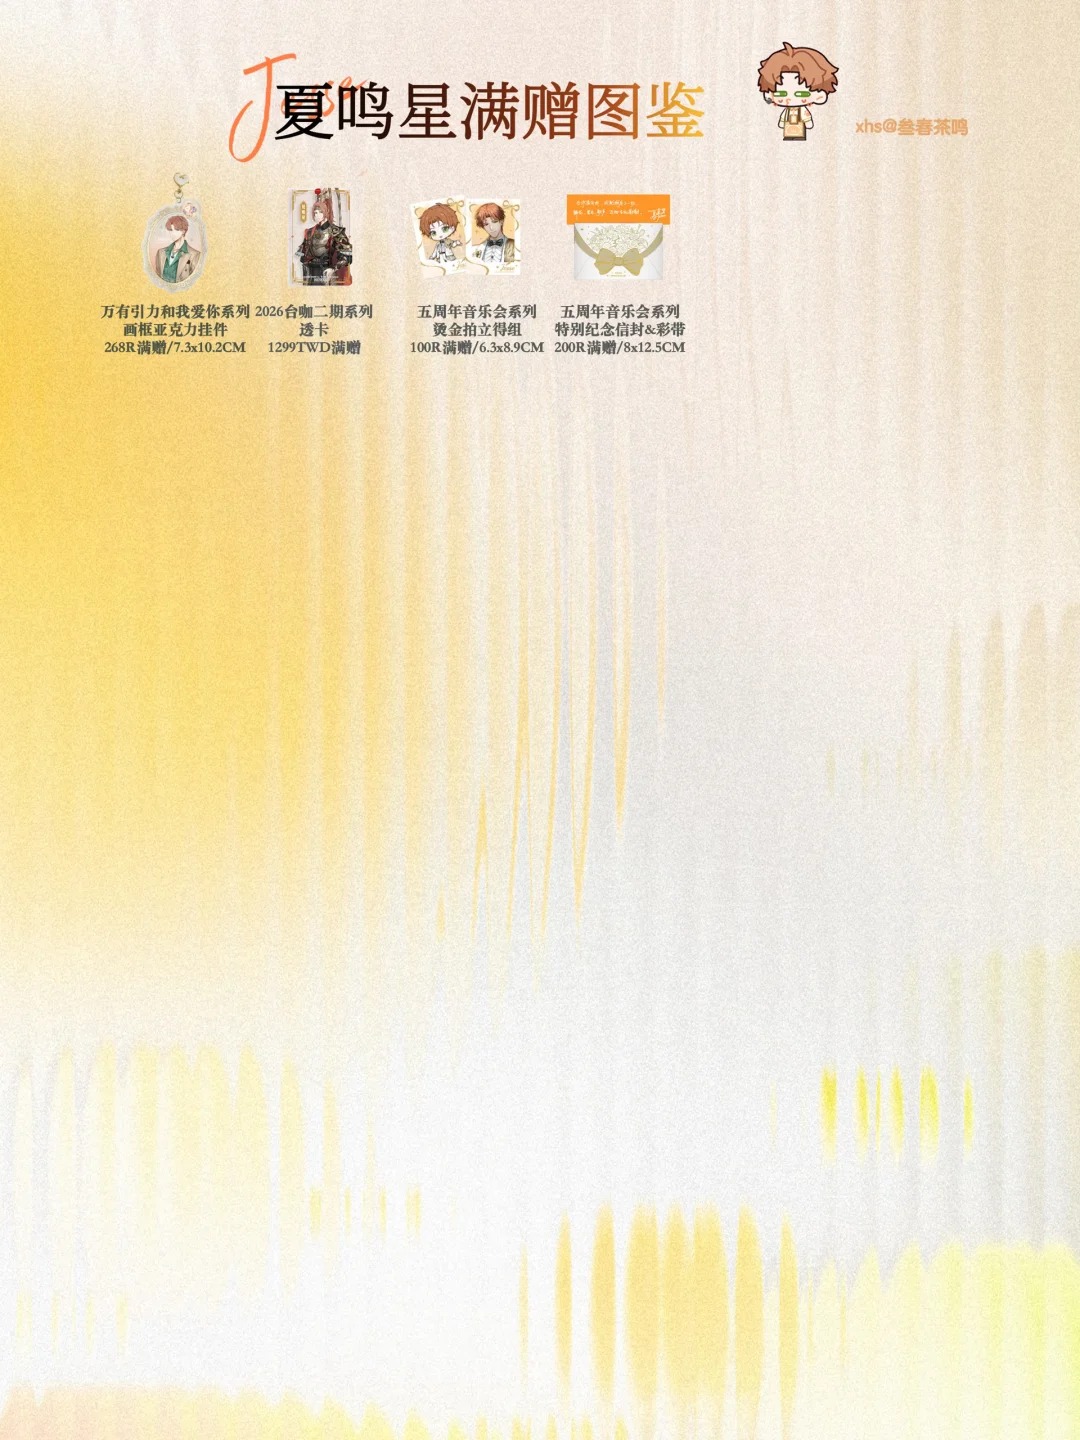 夏鸣星满赠图鉴
xhs@叁春茶鸣
万有引力和我爱你系列
画框亚克力挂件
268R满赠/7.3x10.2CM
2026台咖二期系列
透卡
1299TWD满赠
五周年音乐会系列
烫金拍立得组
100R满赠/6.3x8.9CM
五周年音乐会系列
特别纪念信封&彩带
200R满赠/8x12.5CM